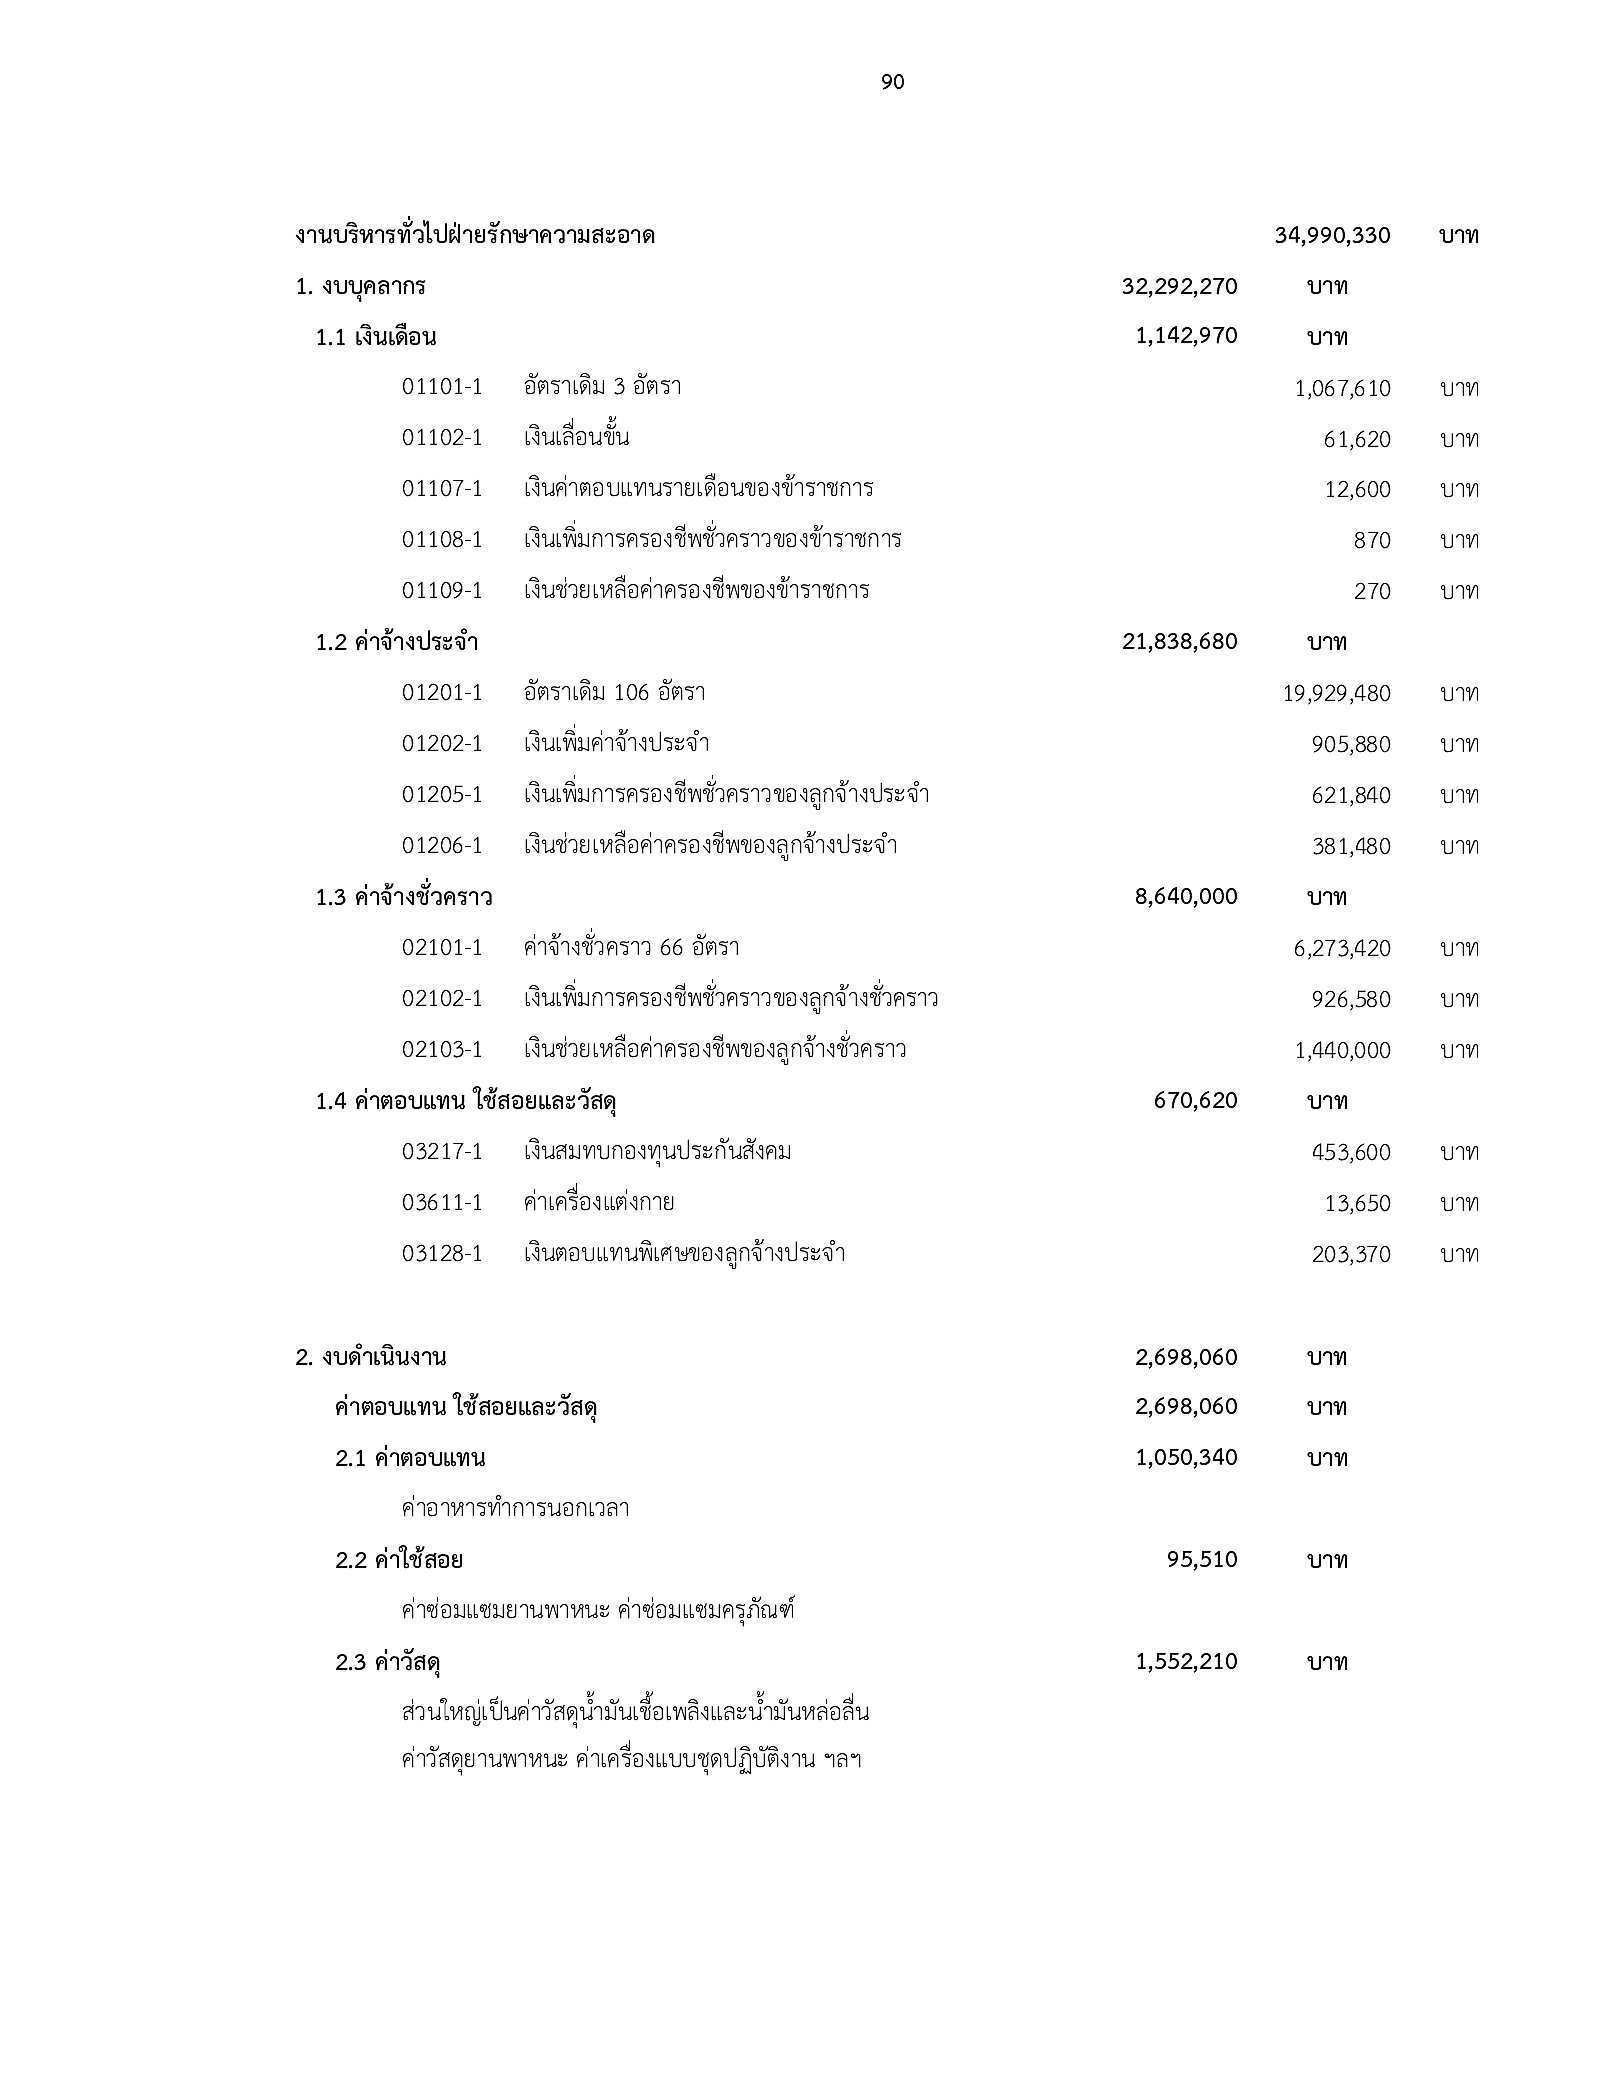 90
งานบริหารทั่วไปฝ่ายรักษาความสะอาด 34,990,330 บาท
1. งบบุคลากร 32,292,270 บาท
1.1 เงินเดือน 1,142,970 บาท
01101-1 อัตราเดิม 3 อัตรา 1,067,610 บาท
01102-1 เงินเลื่อนขั้น 61,620 บาท
01107-1 เงินค่าตอบแทนรายเดือนของข้าราชการ 12,600 บาท
01108-1 เงินเพิ่มการครองชีพชั่วคราวของข้าราชการ 870 บาท
01109-1 เงินช่วยเหลือค่าครองชีพของข้าราชการ 270 บาท
1.2 ค่าจ้างประจำ 21,838,680 บาท
01201-1 อัตราเดิม 106 อัตรา 19,929,480 บาท
01202-1 เงินเพิ่มค่าจ้างประจำ 905,880 บาท
01205-1 เงินเพิ่มการครองชีพชั่วคราวของลูกจ้างประจำ 621,840 บาท
01206-1 เงินช่วยเหลือค่าครองชีพของลูกจ้างประจำ 381,480 บาท
1.3 ค่าจ้างชั่วคราว 8,640,000 บาท
02101-1 ค่าจ้างชั่วคราว 66 อัตรา 6,273,420 บาท
02102-1 เงินเพิ่มการครองชีพชั่วคราวของลูกจ้างชั่วคราว 926,580 บาท
02103-1 เงินช่วยเหลือค่าครองชีพของลูกจ้างชั่วคราว 1,440,000 บาท
1.4 ค่าตอบแทน ใช้สอยและวัสดุ 670,620 บาท
03217-1 เงินสมทบกองทุนประกันสังคม 453,600 บาท
03611-1 ค่าเครื่องแต่งกาย 13,650 บาท
03128-1 เงินตอบแทนพิเศษของลูกจ้างประจำ 203,370 บาท
2. งบดำเนินงาน 2,698,060 บาท
ค่าตอบแทน ใช้สอยและวัสดุ 2,698,060 บาท
2.1 ค่าตอบแทน 1,050,340 บาท
ค่าอาหารทำการนอกเวลา
2.2 ค่าใช้สอย 95,510 บาท
ค่าซ่อมแซมยานพาหนะ ค่าซ่อมแซมครุภัณฑ์
2.3 ค่าวัสดุ 1,552,210 บาท
ส่วนใหญ่เป็นค่าวัสดุน้ำมันเชื้อเพลิงและน้ำมันหล่อลื่น
ค่าวัสดุยานพาหนะ ค่าเครื่องแบบชุดปฏิบัติงาน ฯลฯ